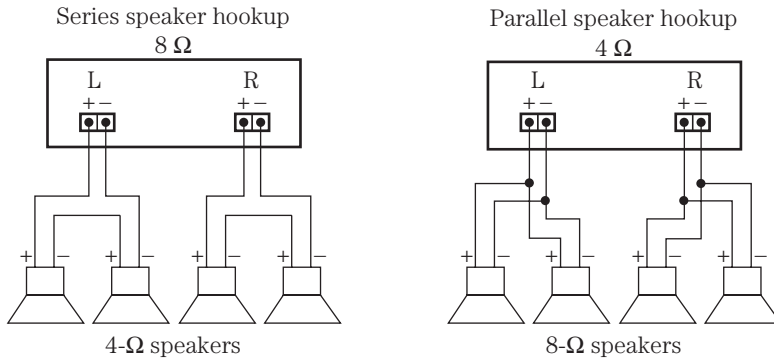 Series speaker hookup
8 Ω
L R
+ − + −
+ − + −
4-Ω speakers
Parallel speaker hookup
4 Ω
L R
+ − + −
+ − + −
8-Ω speakers